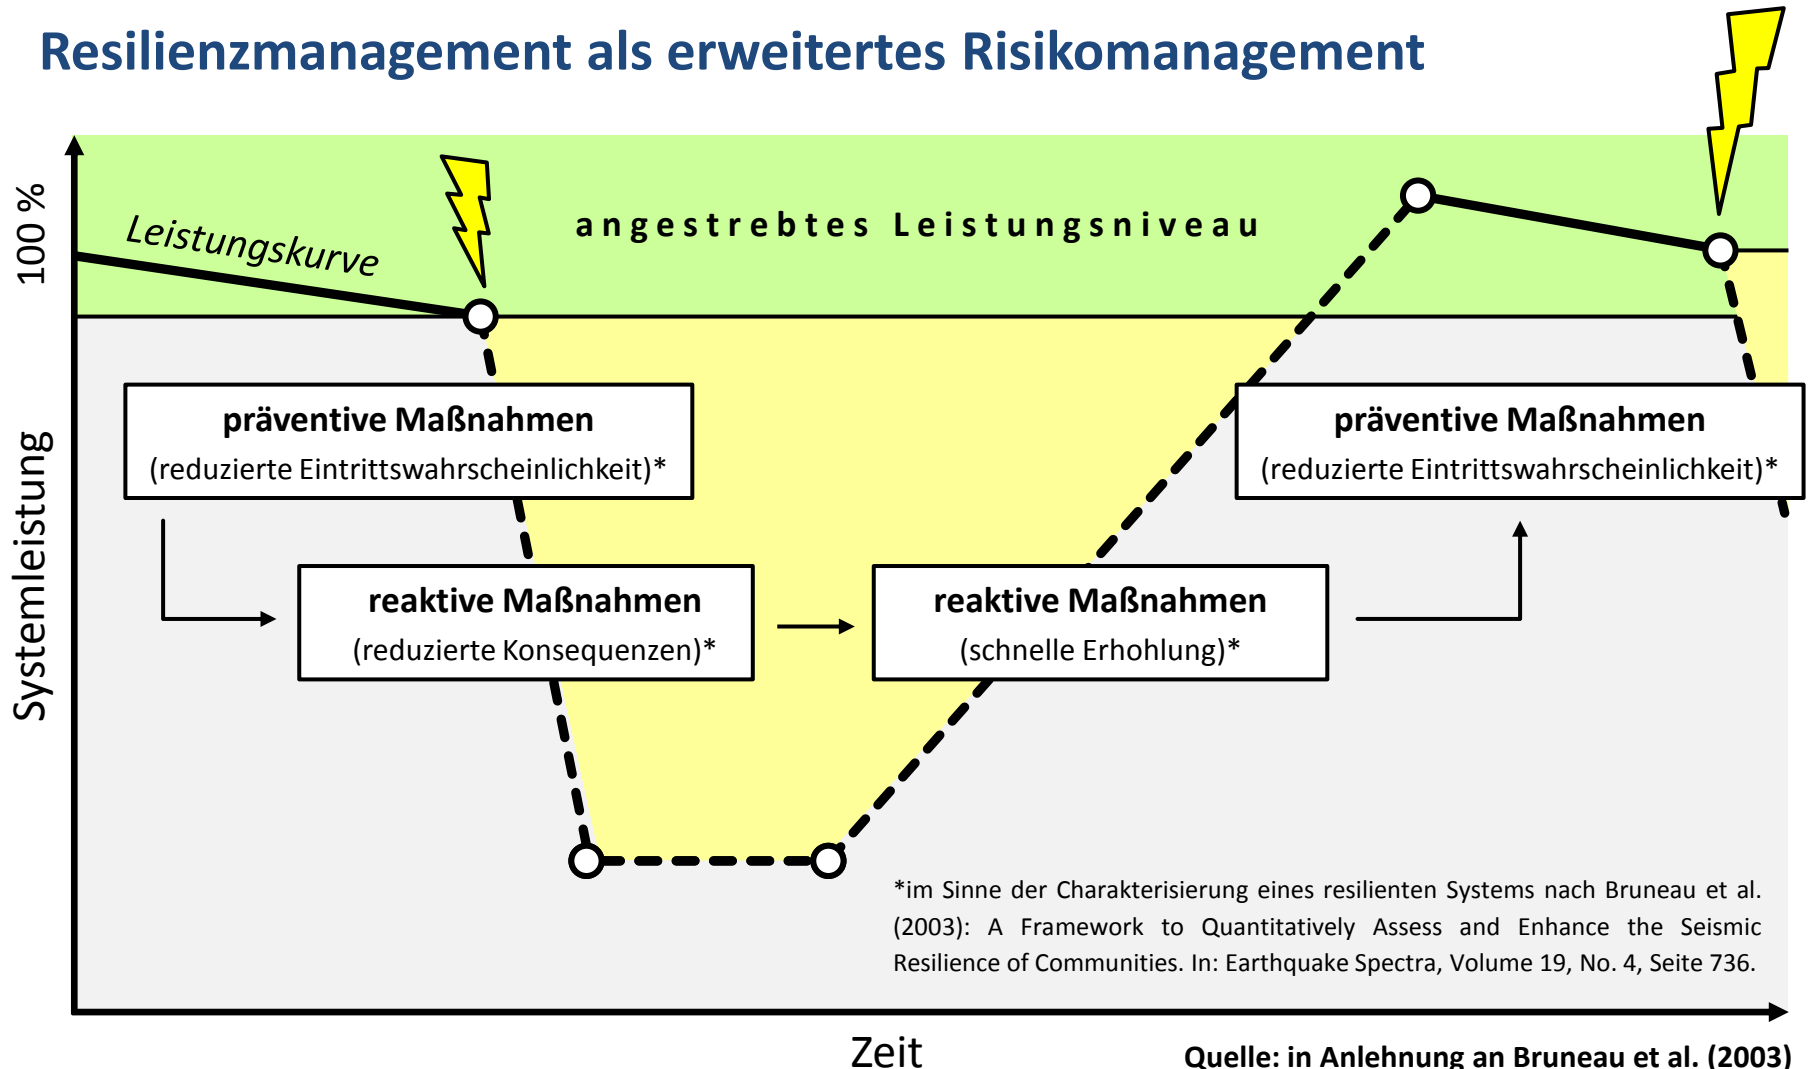 Resilienzmanagement als erweitertes Risikomanagement
100 %
Systemleistung
Leistungskurve
angestrebtes Leistungsniveau
präventive Maßnahmen
(reduzierte Eintrittswahrscheinlichkeit)*
präventive Maßnahmen
(reduzierte Eintrittswahrscheinlichkeit)*
reaktive Maßnahmen
(reduzierte Konsequenzen)*
reaktive Maßnahmen
(schnelle Erhohlung)*
*im Sinne der Charakterisierung eines resilienten Systems nach Bruneau et al.
(2003): A Framework to Quantitatively Assess and Enhance the Seismic
Resilience of Communities. In: Earthquake Spectra, Volume 19, No. 4, Seite 736.
Zeit
Quelle: in Anlehnung an Bruneau et al. (2003)